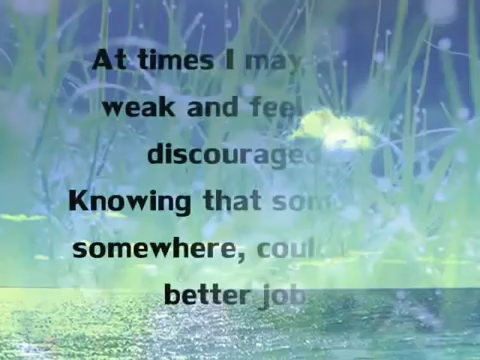 At times I may
weak and feel
discouraged
Knowing that som
somewhere, coul
better job